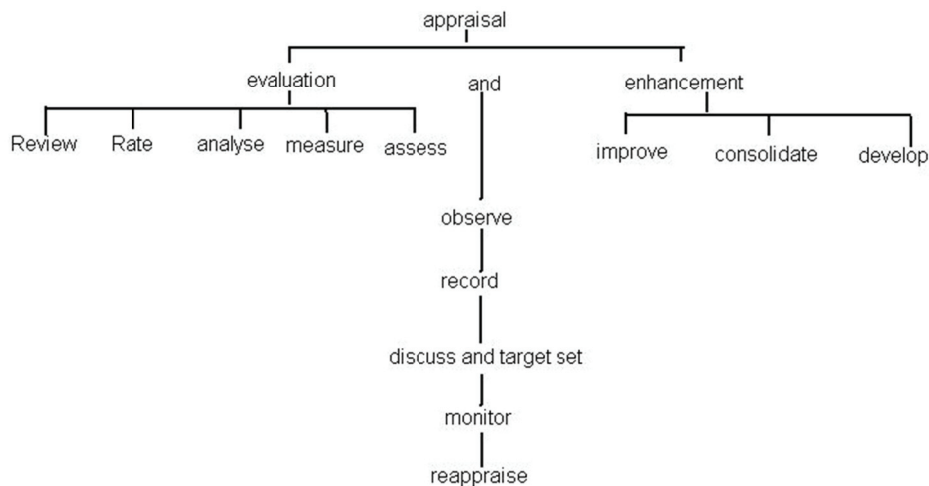 appraisal
evaluation and enhancement
Review Rate analyse measure assess improve consolidate develop
observe
record
discuss and target set
monitor
reappraise